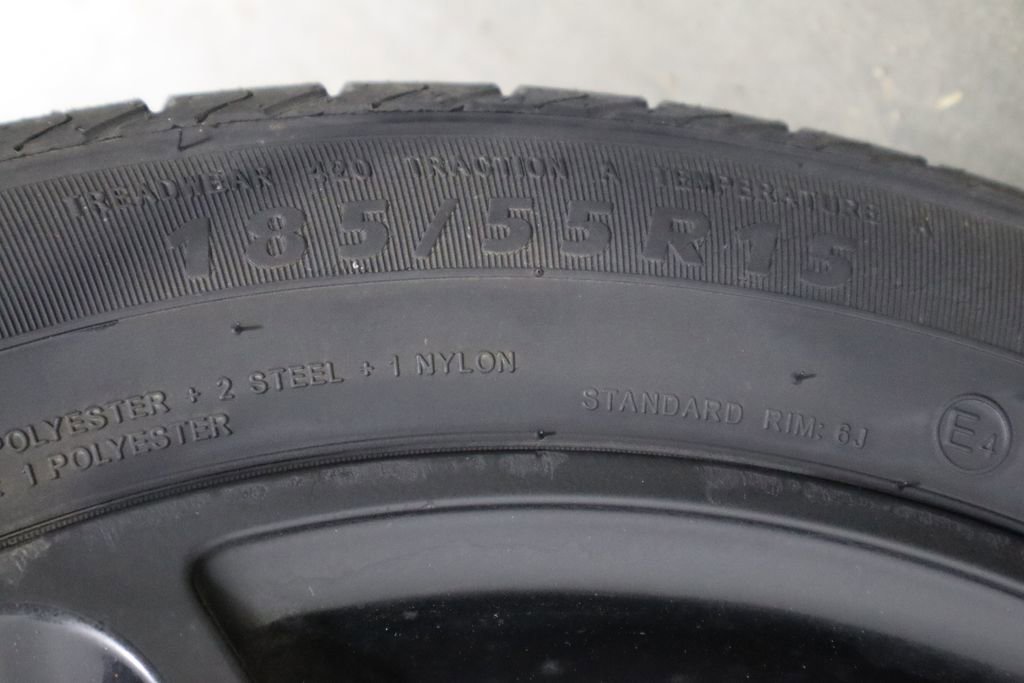 TREADWEAR 420 TRACTION A TEMPERATURE
185/55R15
POLYESTER + 2 STEEL + 1 NYLON
1 POLYESTER
STANDARD RIM: 6J
E4